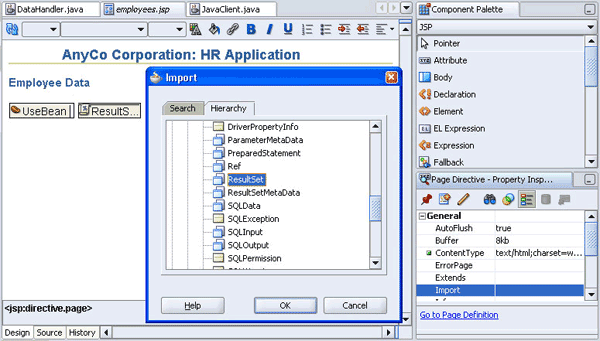 DataHandler.java
employees.jsp
JavaClient.java
B I U
AnyCo Corporation: HR Application
Employee Data
UseBean
ResultS...
Import
Search
Hierarchy
DriverPropertyInfo
ParameterMetaData
PreparedStatement
Ref
ResultSet
ResultSetMetaData
SQLData
SQLException
SQLInput
SQLOutput
SQLPermission
Help
OK
Cancel
<jsp:directive.page>
Design
Source
History
Component Palette
JSP
Pointer
Attribute
Body
Declaration
Element
EL Expression
Expression
Fallback
Page Directive - Property Insp...
General
AutoFlush true
Buffer 8kb
ContentType text/html;charset=w...
ErrorPage
Extends
Import
Go to Page Definition